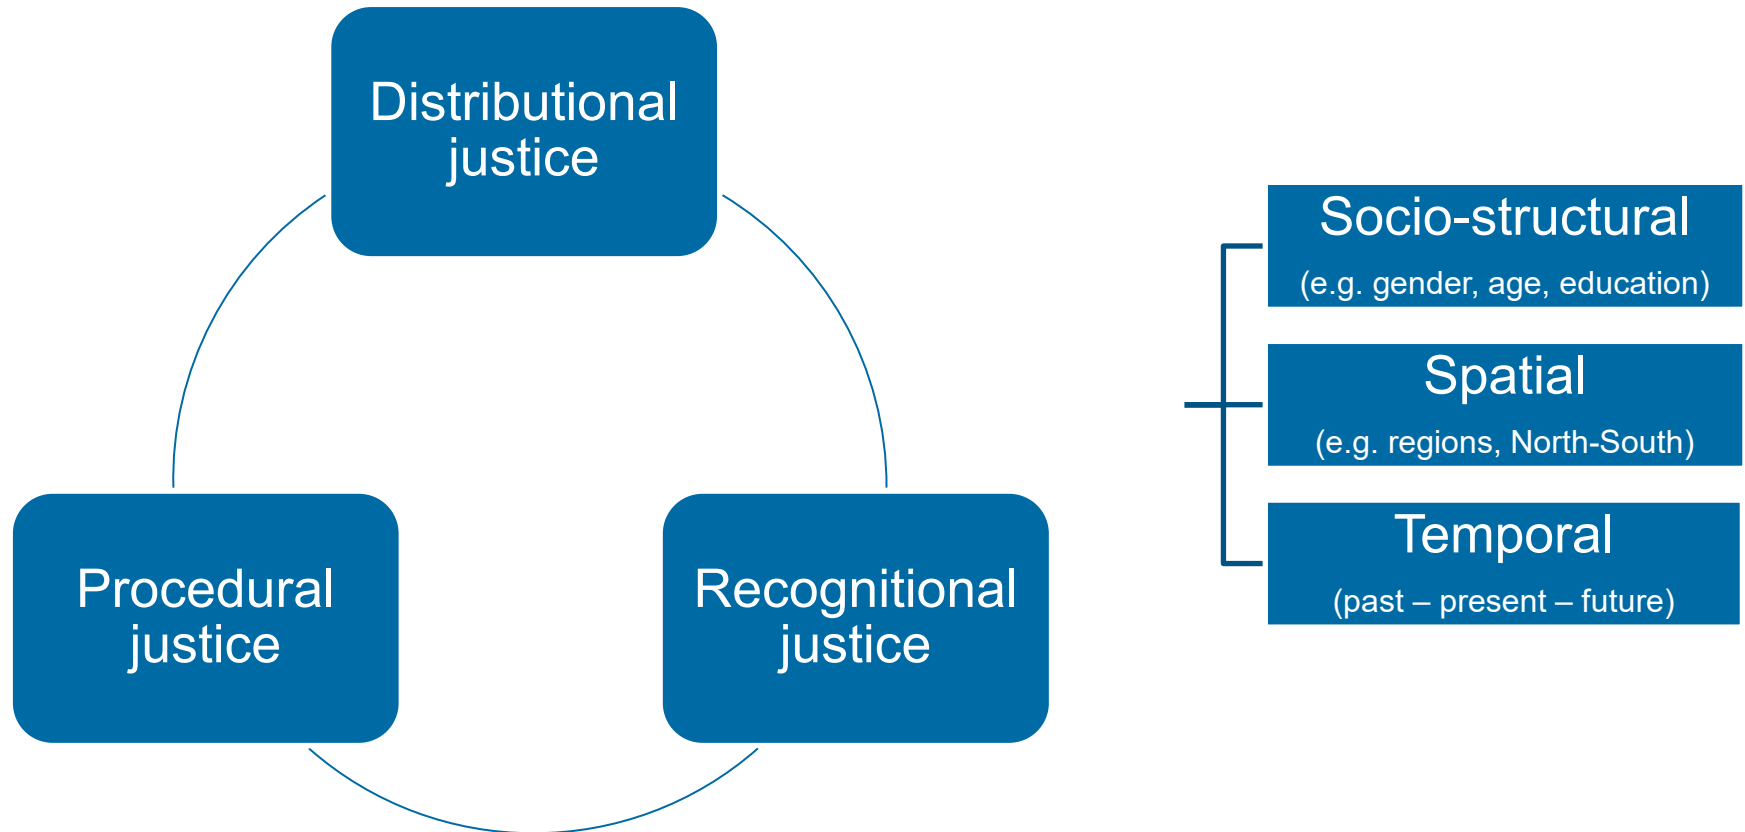 Distributional
justice
Procedural
justice
Recognitional
justice
Socio-structural
(e.g. gender, age, education)
Spatial
(e.g. regions, North-South)
Temporal
(past – present – future)